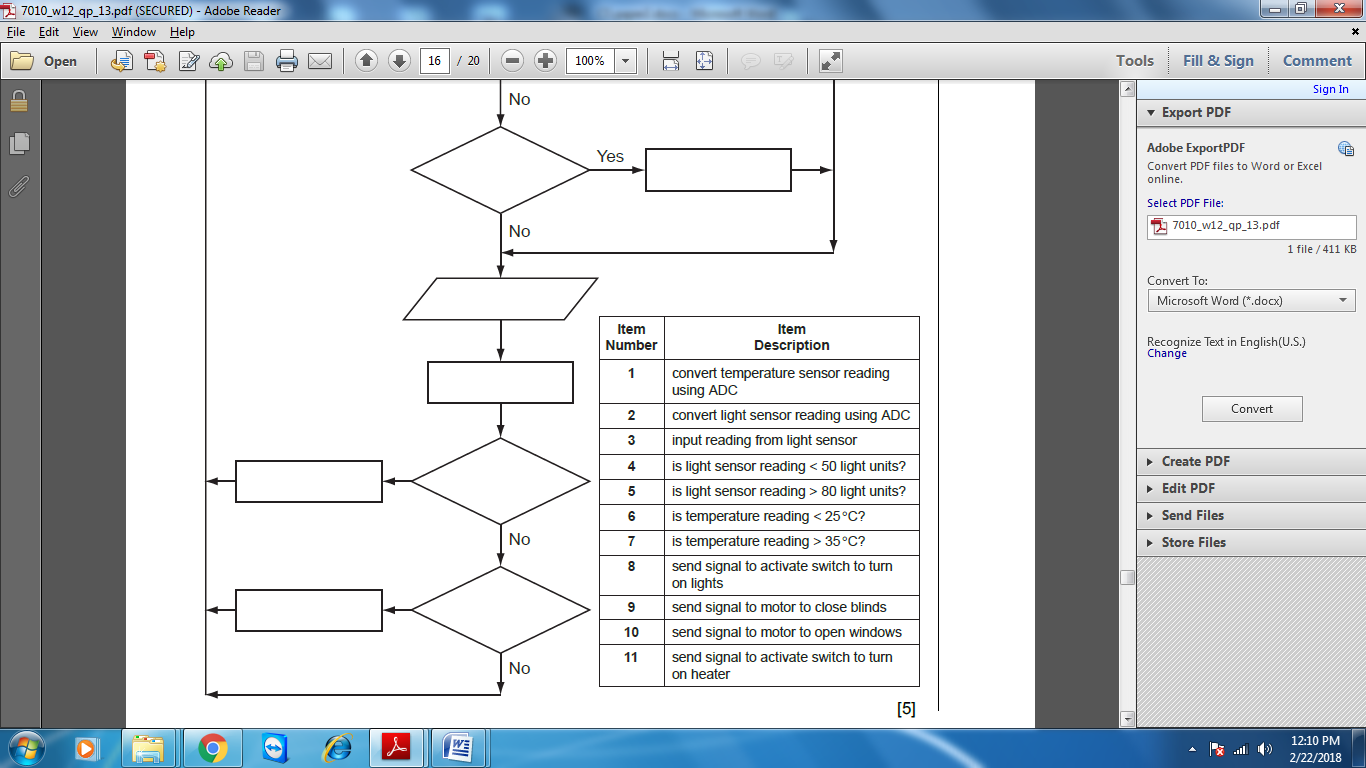 7010_w12_qp_13.pdf (SECURED) - Adobe Reader
File Edit View Window Help
Open
16 / 20
100%
Tools
Fill & Sign
Comment
Sign In
Export PDF
Adobe ExportPDF
Convert PDF files to Word or Excel
online.
Select PDF File:
7010_w12_qp_13.pdf
1 file / 411 KB
Convert To:
Microsoft Word (*.docx)
Recognize Text in English(U.S.)
Change
Convert
Create PDF
Edit PDF
Send Files
Store Files
No
Yes
No
Item
Number
Item
Description
1 convert temperature sensor reading
using ADC
2 convert light sensor reading using ADC
3 input reading from light sensor
4 is light sensor reading < 50 light units?
5 is light sensor reading > 80 light units?
6 is temperature reading < 25°C?
7 is temperature reading > 35°C?
8 send signal to activate switch to turn
on lights
9 send signal to motor to close blinds
10 send signal to motor to open windows
11 send signal to activate switch to turn
on heater
No
No
[5]
12:10 PM
2/22/2018